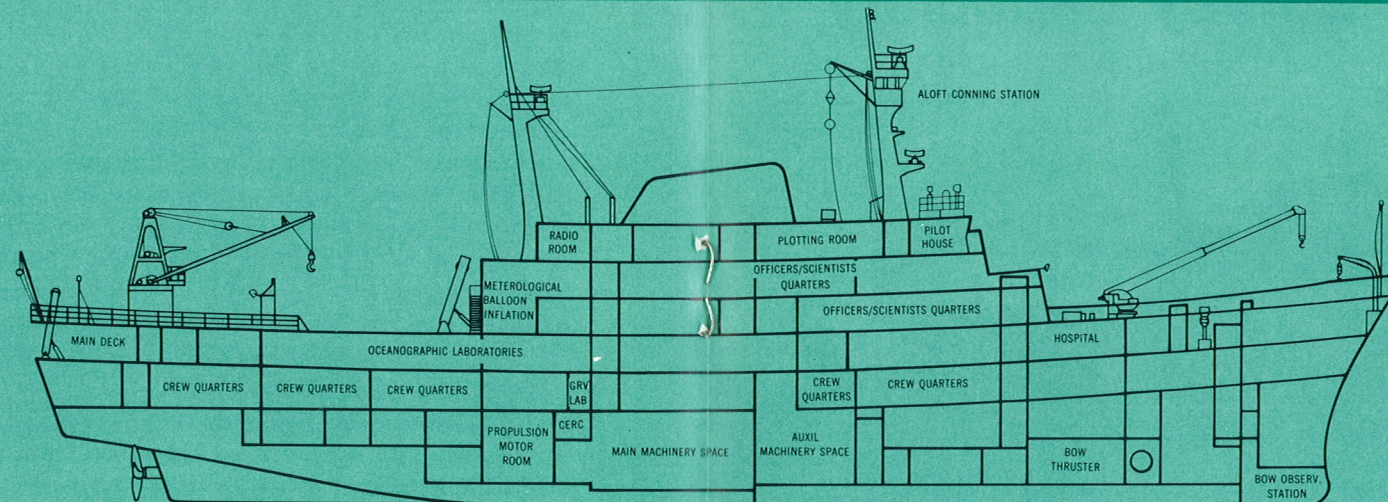 ALOFT CONNING STATION
RADIO
ROOM
PLOTTING ROOM
PILOT
HOUSE
METEROLOGICAL
BALLOON
INFLATION
OFFICERS/SCIENTISTS
QUARTERS
OFFICERS/SCIENTISTS QUARTERS
MAIN DECK
OCEANOGRAPHIC LABORATORIES
HOSPITAL
CREW QUARTERS
CREW QUARTERS
CREW QUARTERS
GRV
LAB
CREW
QUARTERS
CREW QUARTERS
PROPULSION
MOTOR
ROOM
CERC
MAIN MACHINERY SPACE
AUXIL
MACHINERY SPACE
BOW
THRUSTER
BOW OBSERV.
STATION